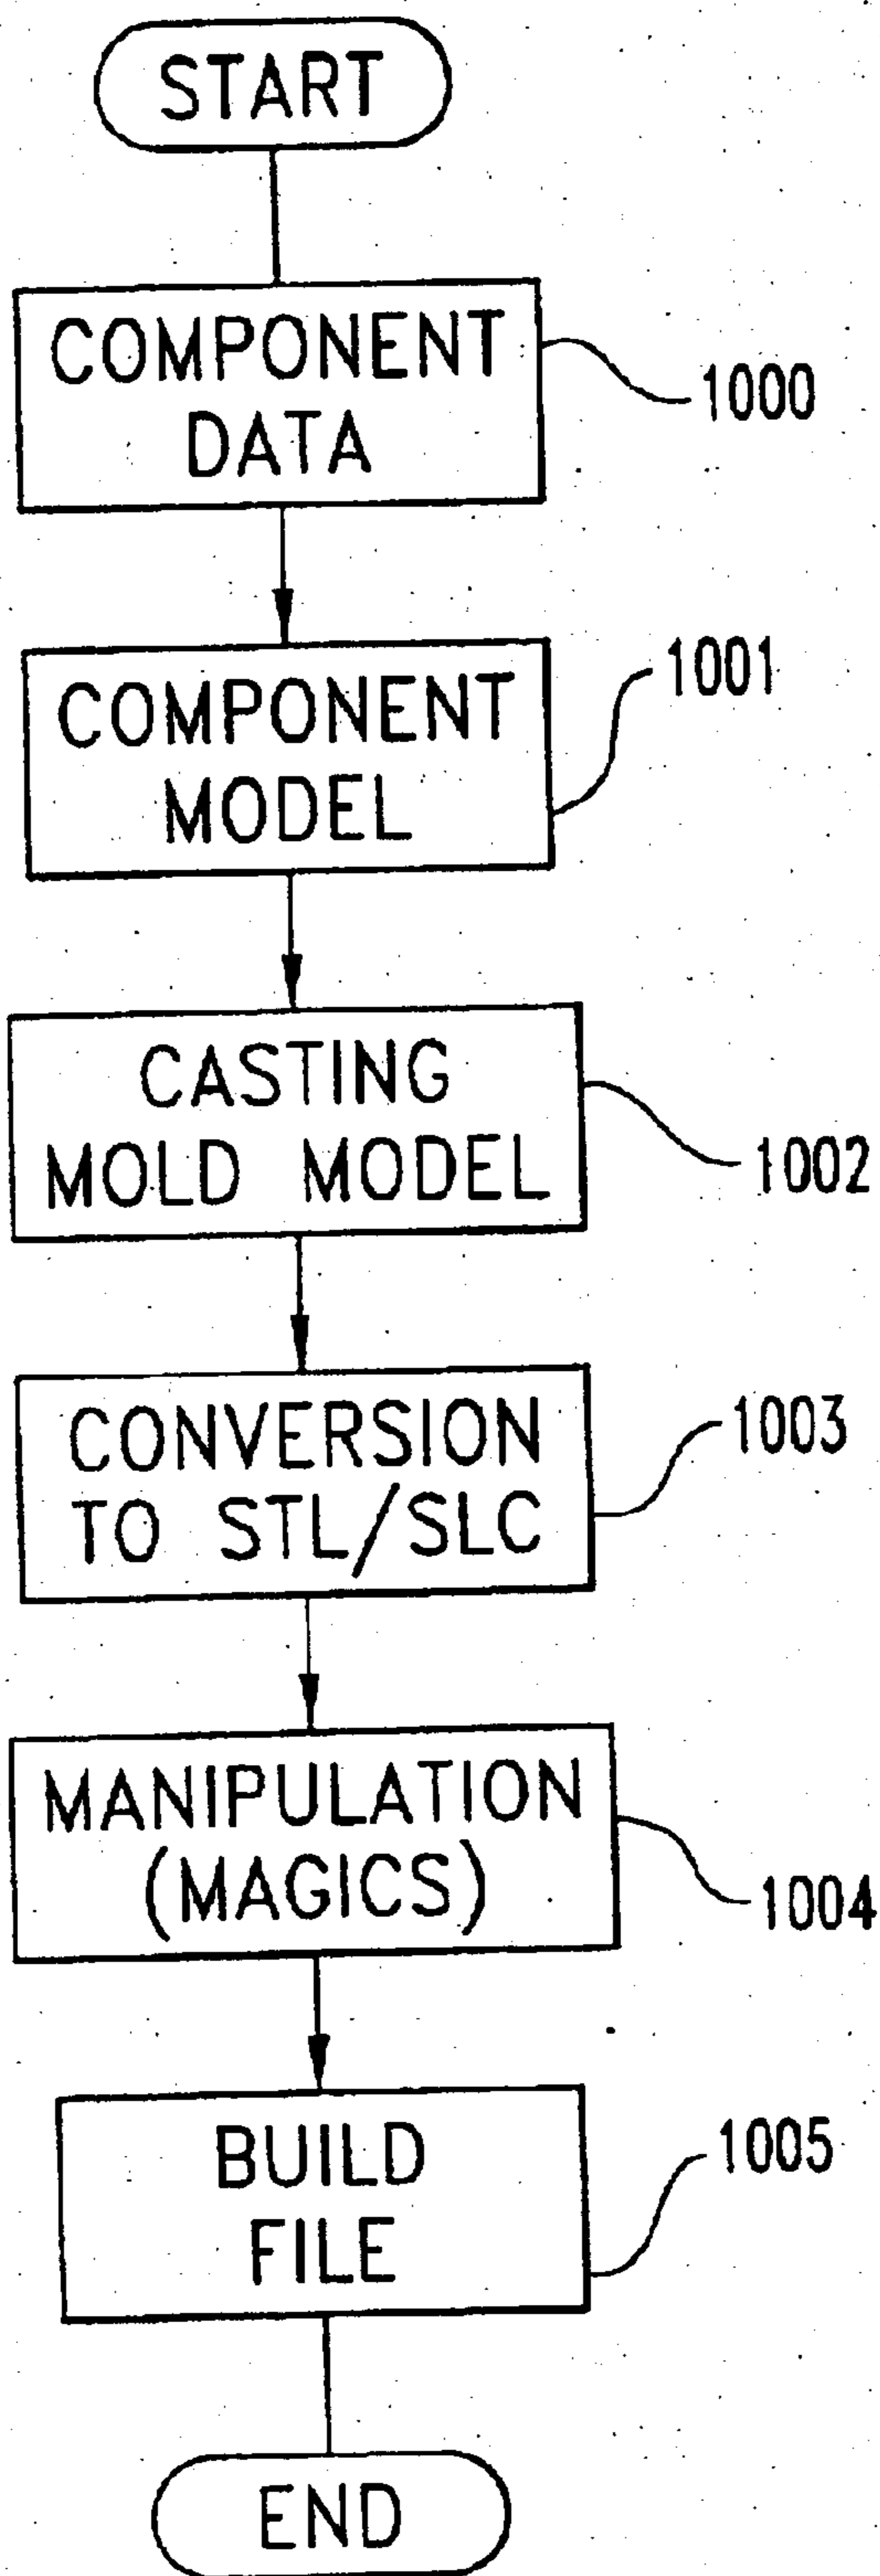 START
COMPONENT
DATA
1000
COMPONENT
MODEL
1001
CASTING
MOLD MODEL
1002
CONVERSION
TO STL/SLC
1003
MANIPULATION
(MAGICS)
1004
BUILD
FILE
1005
END